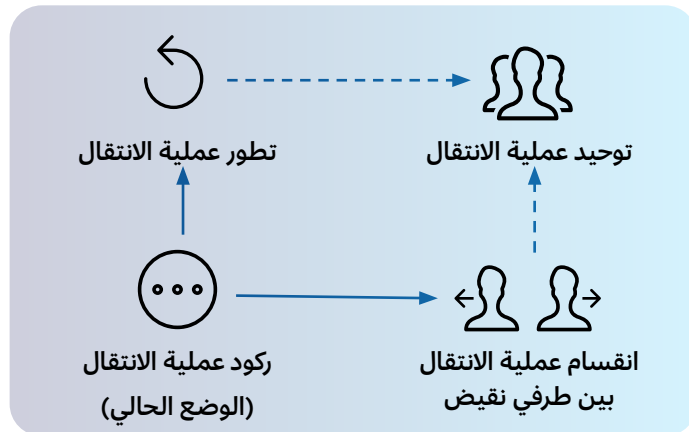 تطور عملية الانتقال
توحيد عملية الانتقال
ركود عملية الانتقال
(الوضع الحالي)
انقسام عملية الانتقال
بين طرفي نقيض